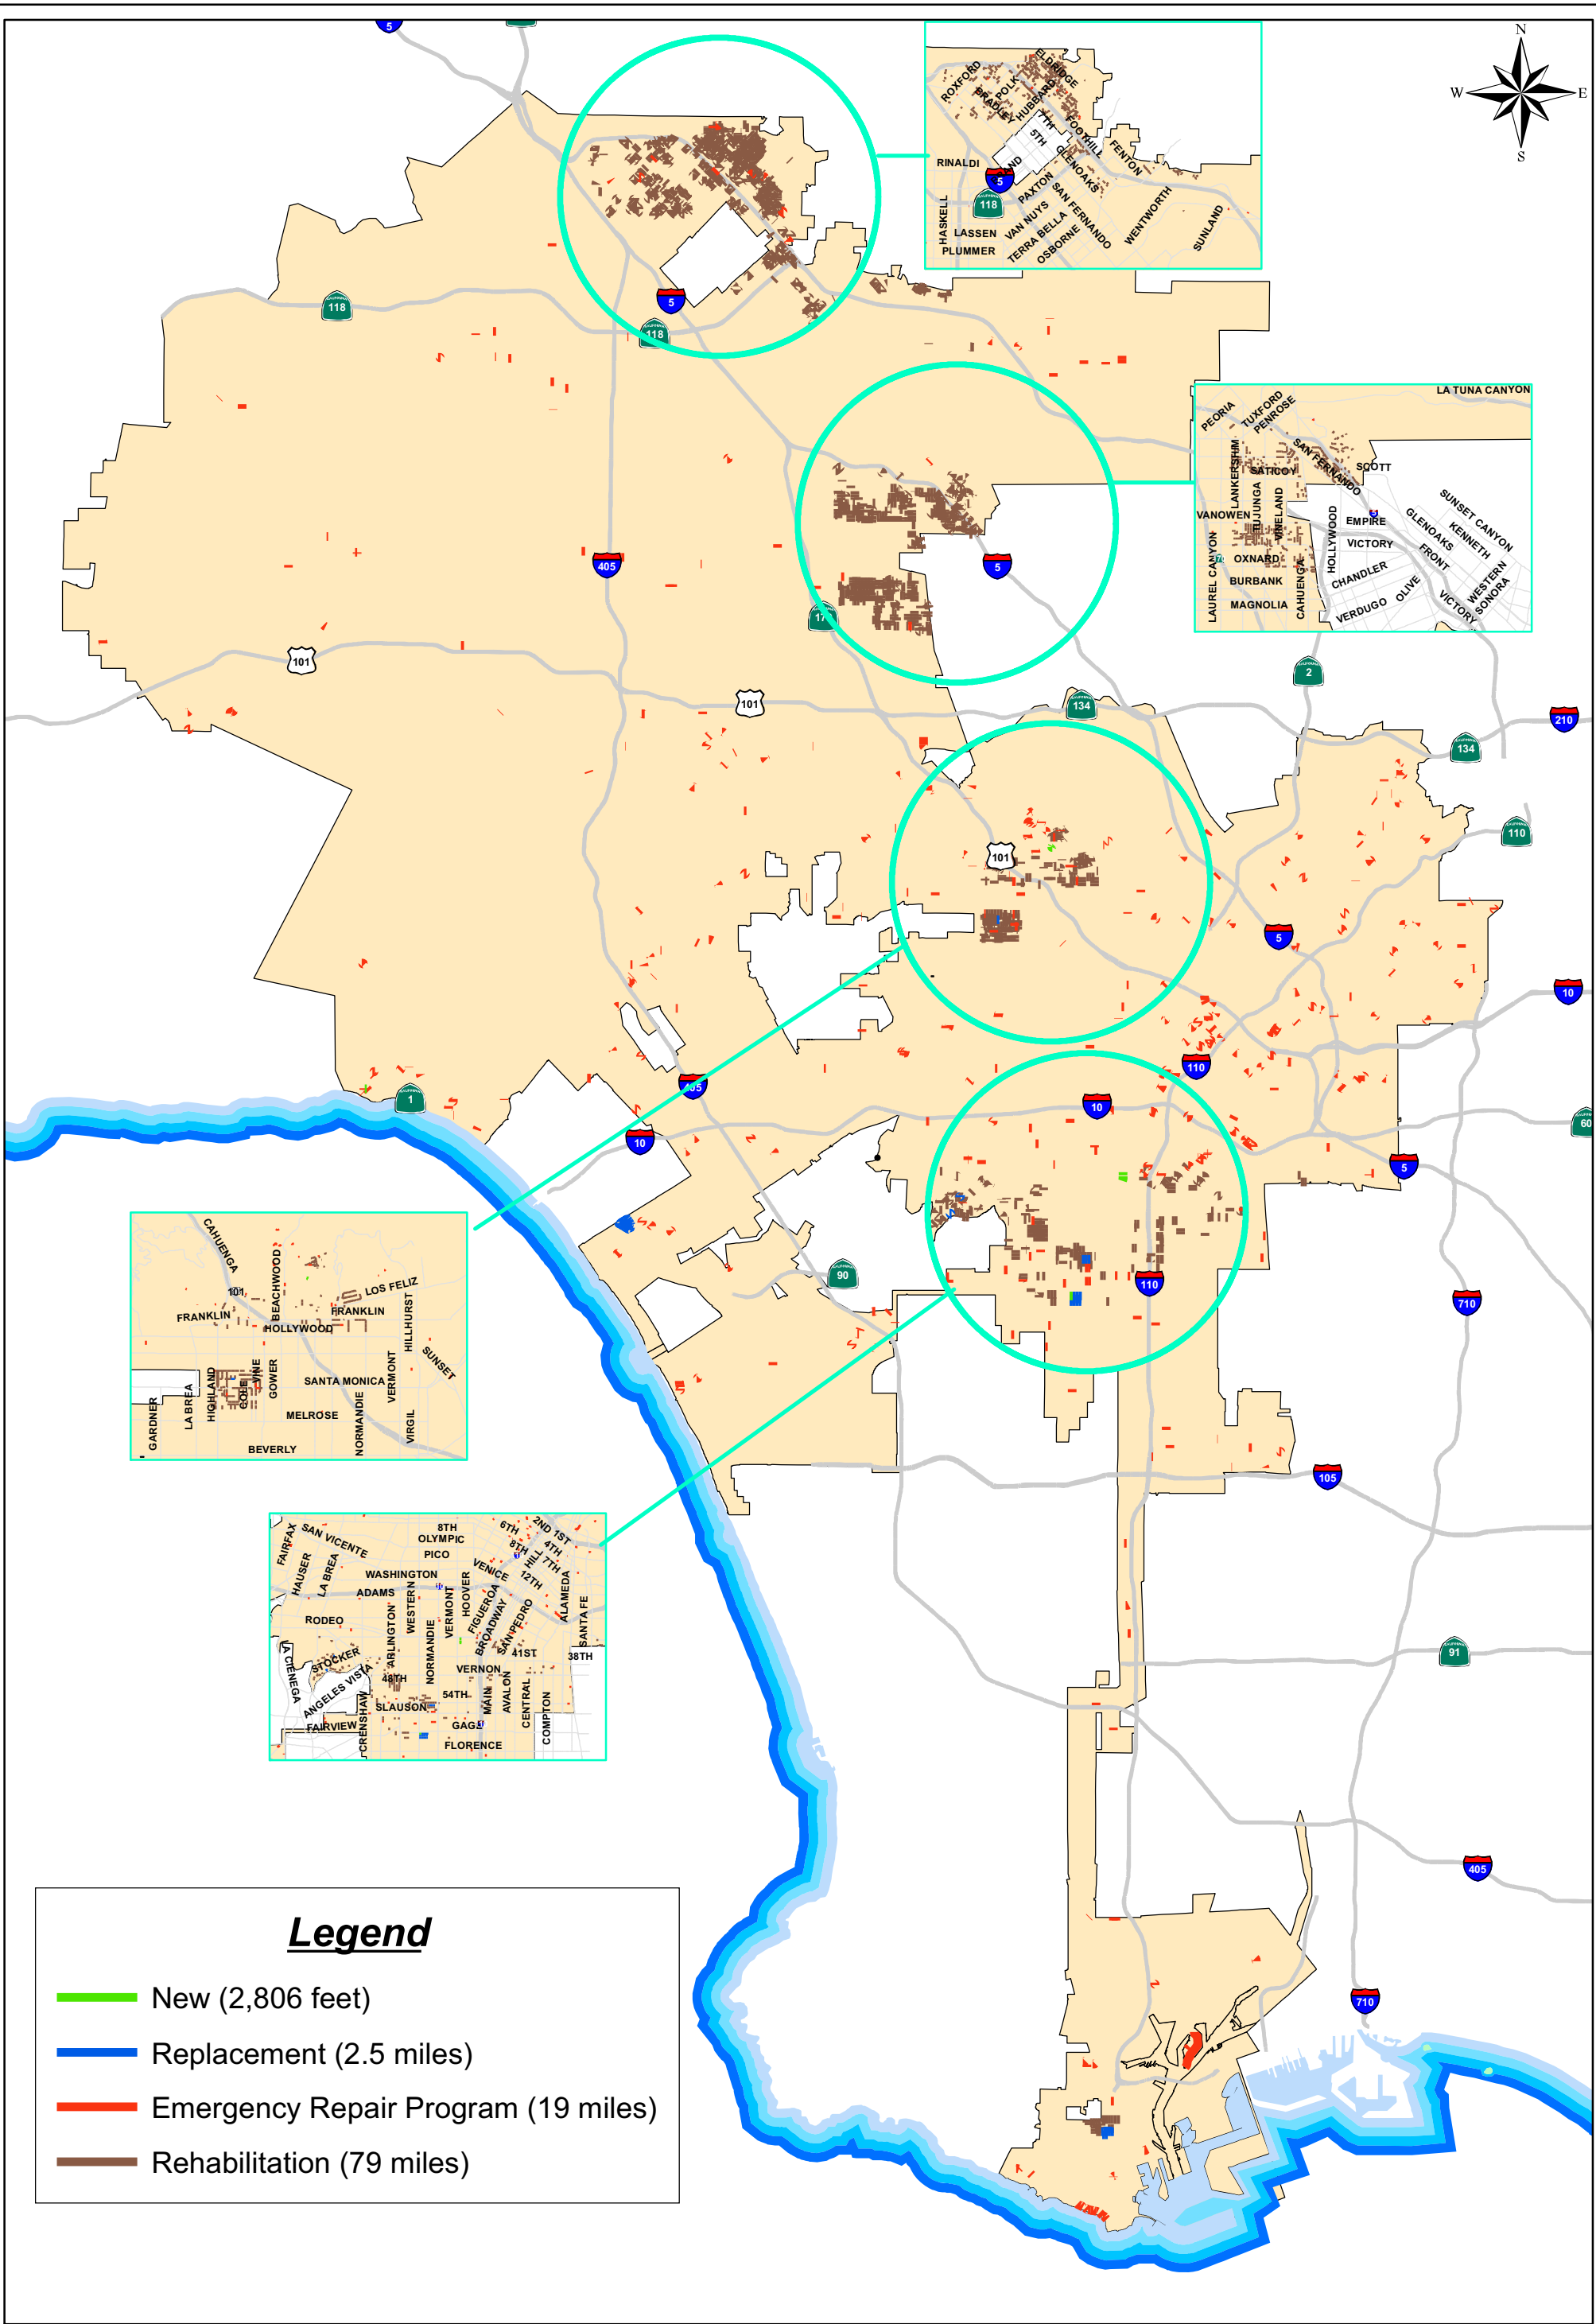 N
W
E
S
5
ROXFORD
ELDRIDGE
POLK
BRADLEY
HUBBARD
7TH
5TH
FOOTHILL
FENTON
GLENOAKS
RINALDI
5
118
PAXTON
SAN FERNANDO
VAN NUYS
TERRA BELLA
OSBORNE
WENTWORTH
SUNLAND
HASKELL
LASSEN
PLUMMER
118
5
118
LA TUNA CANYON
PEORIA
TUXFORD
PENROSE
SAN FERNANDO
LANKERSHIM
SATICOY
SCOTT
TUJUNGA
VINELAND
VANOWEN
HOLLYWOOD
EMPIRE
VICTORY
SUNSET CANYON
KENNETH
GLENOAKS
FRONT
LAUREL CANYON
OXNARD
BURBANK
MAGNOLIA
CAHUENGA
CHANDLER
VERDUGO
OLIVE
VICTORY
WESTERN
SONORA
405
5
101
101
2
134
210
134
110
101
5
10
1
110
10
10
60
5
CAHUENGA
101
BEACHWOOD
LOS FELIZ
FRANKLIN
FRANKLIN
HOLLYWOOD
HILLHURST
SUNSET
GARDNER
LA BREA
HIGHLAND
COLE
VINE
GOWER
SANTA MONICA
MELROSE
NORMANDIE
VERMONT
VIRGIL
BEVERLY
90
110
710
105
FAIRFAX
SAN VICENTE
HAUSER
LA BREA
8TH
OLYMPIC
PICO
6TH
8TH
2ND
1ST
4TH
HILL
7TH
12TH
VENICE
WASHINGTON
ADAMS
RODEO
ARLINGTON
WESTERN
NORMANDIE
VERMONT
HOOVER
FIGUEROA
BROADWAY
SAN PEDRO
ALAMEDA
SANTA FE
41ST
38TH
LA CIENEGA
STOCKER
ANGELES VISTA
48TH
VERNON
54TH
SLAUSON
MAIN
AVALON
CENTRAL
COMPTON
FAIRVIEW
CRENSHAW
FLORENCE
91
405
710
Legend
New (2,806 feet)
Replacement (2.5 miles)
Emergency Repair Program (19 miles)
Rehabilitation (79 miles)